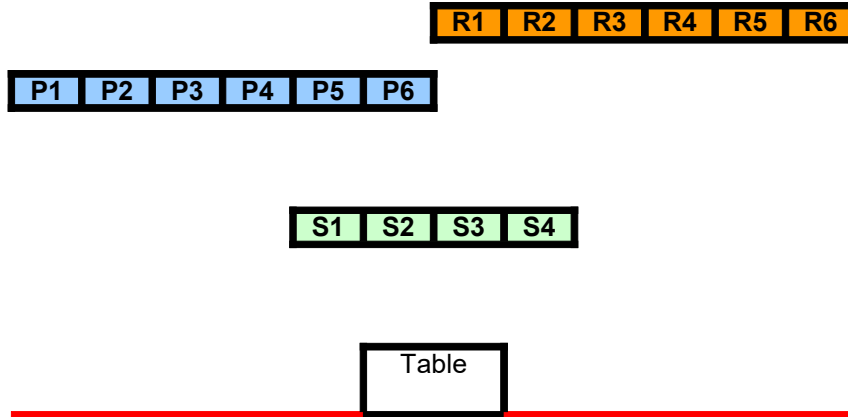 R1 R2 R3 R4 R5 R6
P1 P2 P3 P4 P5 P6
S1 S2 S3 S4
Table